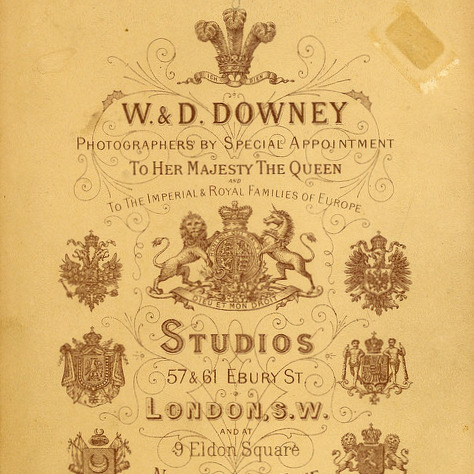 ICH DIEN
W. & D. DOWNEY
PHOTOGRAPHERS BY SPECIAL APPOINTMENT
TO HER MAJESTY THE QUEEN
AND
TO THE IMPERIAL & ROYAL FAMILIES OF EUROPE
DIEU ET MON DROIT
STUDIOS
57 & 61 EBURY ST.
LONDON, S.W.
AND AT
9 Eldon Square